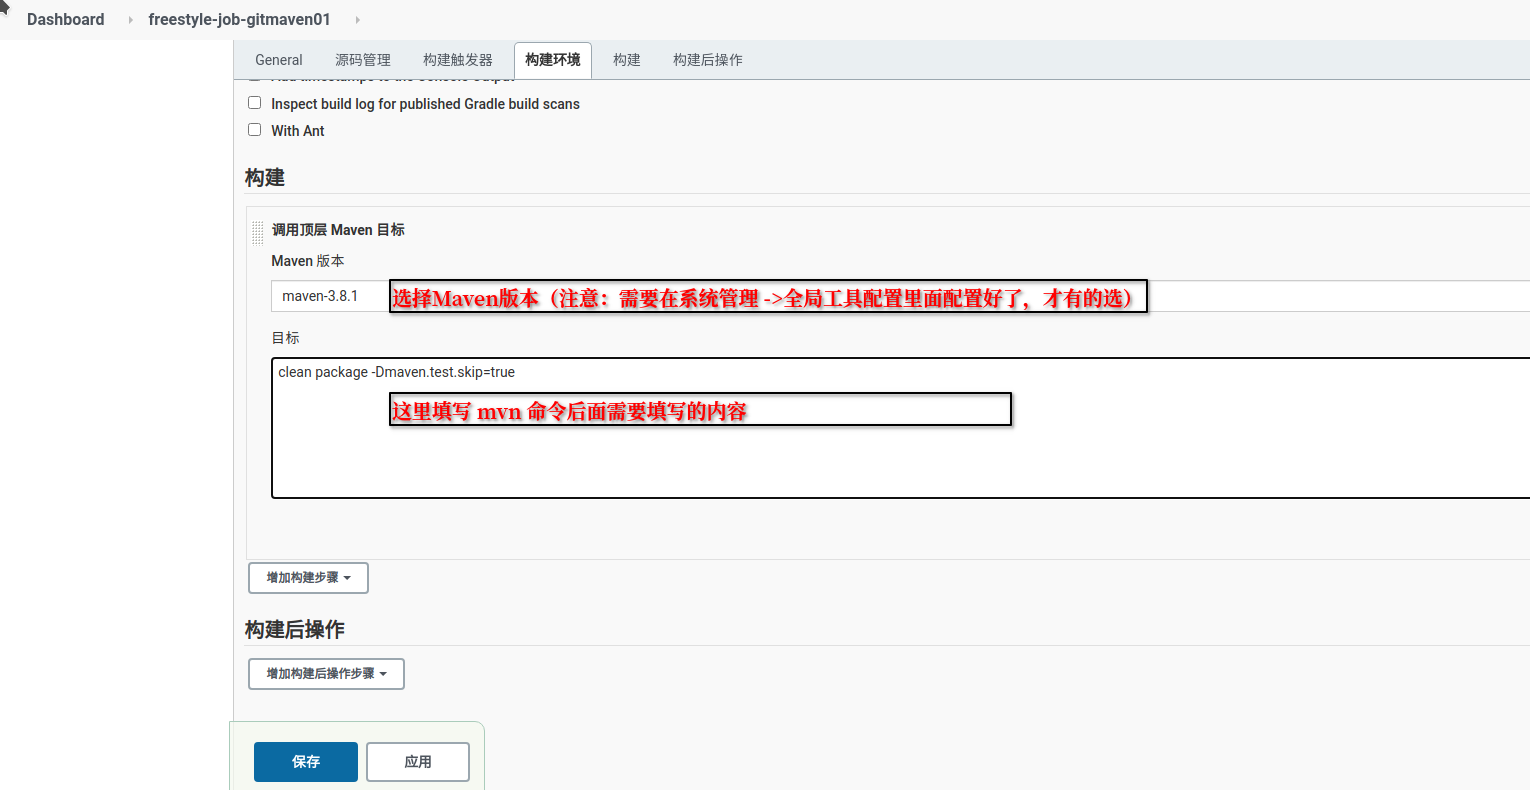 Dashboard freestyle-job-gitmaven01
General 源码管理 构建触发器 构建环境 构建 构建后操作
Add timestamps to the Console Output
Inspect build log for published Gradle build scans
With Ant
构建
调用顶层 Maven 目标
Maven 版本
maven-3.8.1 选择Maven版本（注意：需要在系统管理 ->全局工具配置里面配置好了，才有的选）
目标
clean package -Dmaven.test.skip=true
这里填写 mvn 命令后面需要填写的内容
增加构建步骤
构建后操作
增加构建后操作步骤
保存 应用